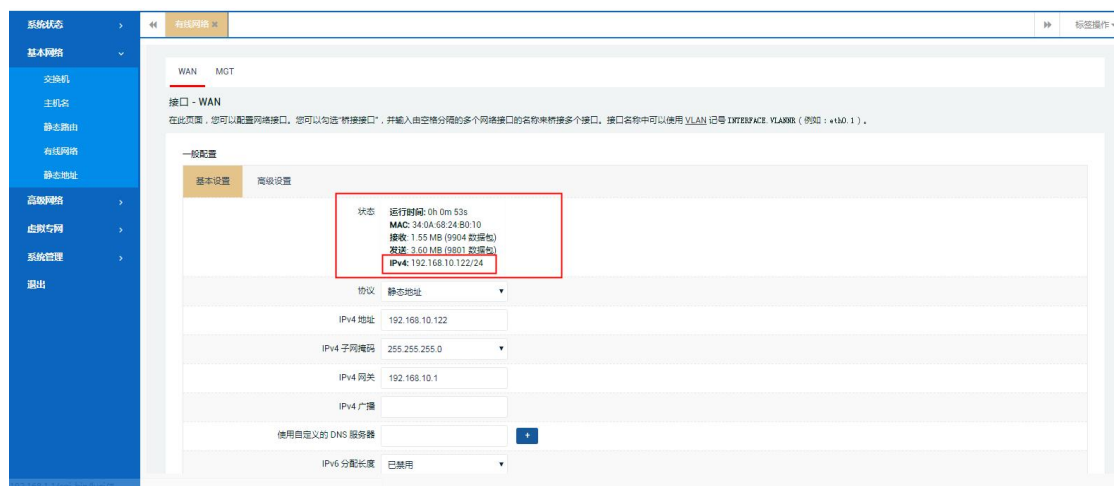 系统状态
有线网络
标签操作
基本网络
交换机
WAN MGT
主机名
接口 - WAN
在此页面，您可以配置网络接口。您可以勾选“桥接接口”，并输入由空格分隔的多个网络接口的名称来桥接多个接口。接口名称中可以使用 VLAN 记号 INTERFACE.VLANNR（例如：eth0.1）。
静态路由
有线网络
一般配置
静态地址
基本设置 高级设置
高级网络
虚拟专网
系统管理
退出
状态 运行时间: 0h 0m 53s
MAC: 34:0A:68:24:B0:10
接收: 1.55 MB (9904 数据包)
发送: 3.60 MB (9801 数据包)
IPv4: 192.168.10.122/24
协议 静态地址
IPv4 地址 192.168.10.122
IPv4 子网掩码 255.255.255.0
IPv4 网关 192.168.10.1
IPv4 广播
使用自定义的 DNS 服务器 +
IPv6 分配长度 已禁用